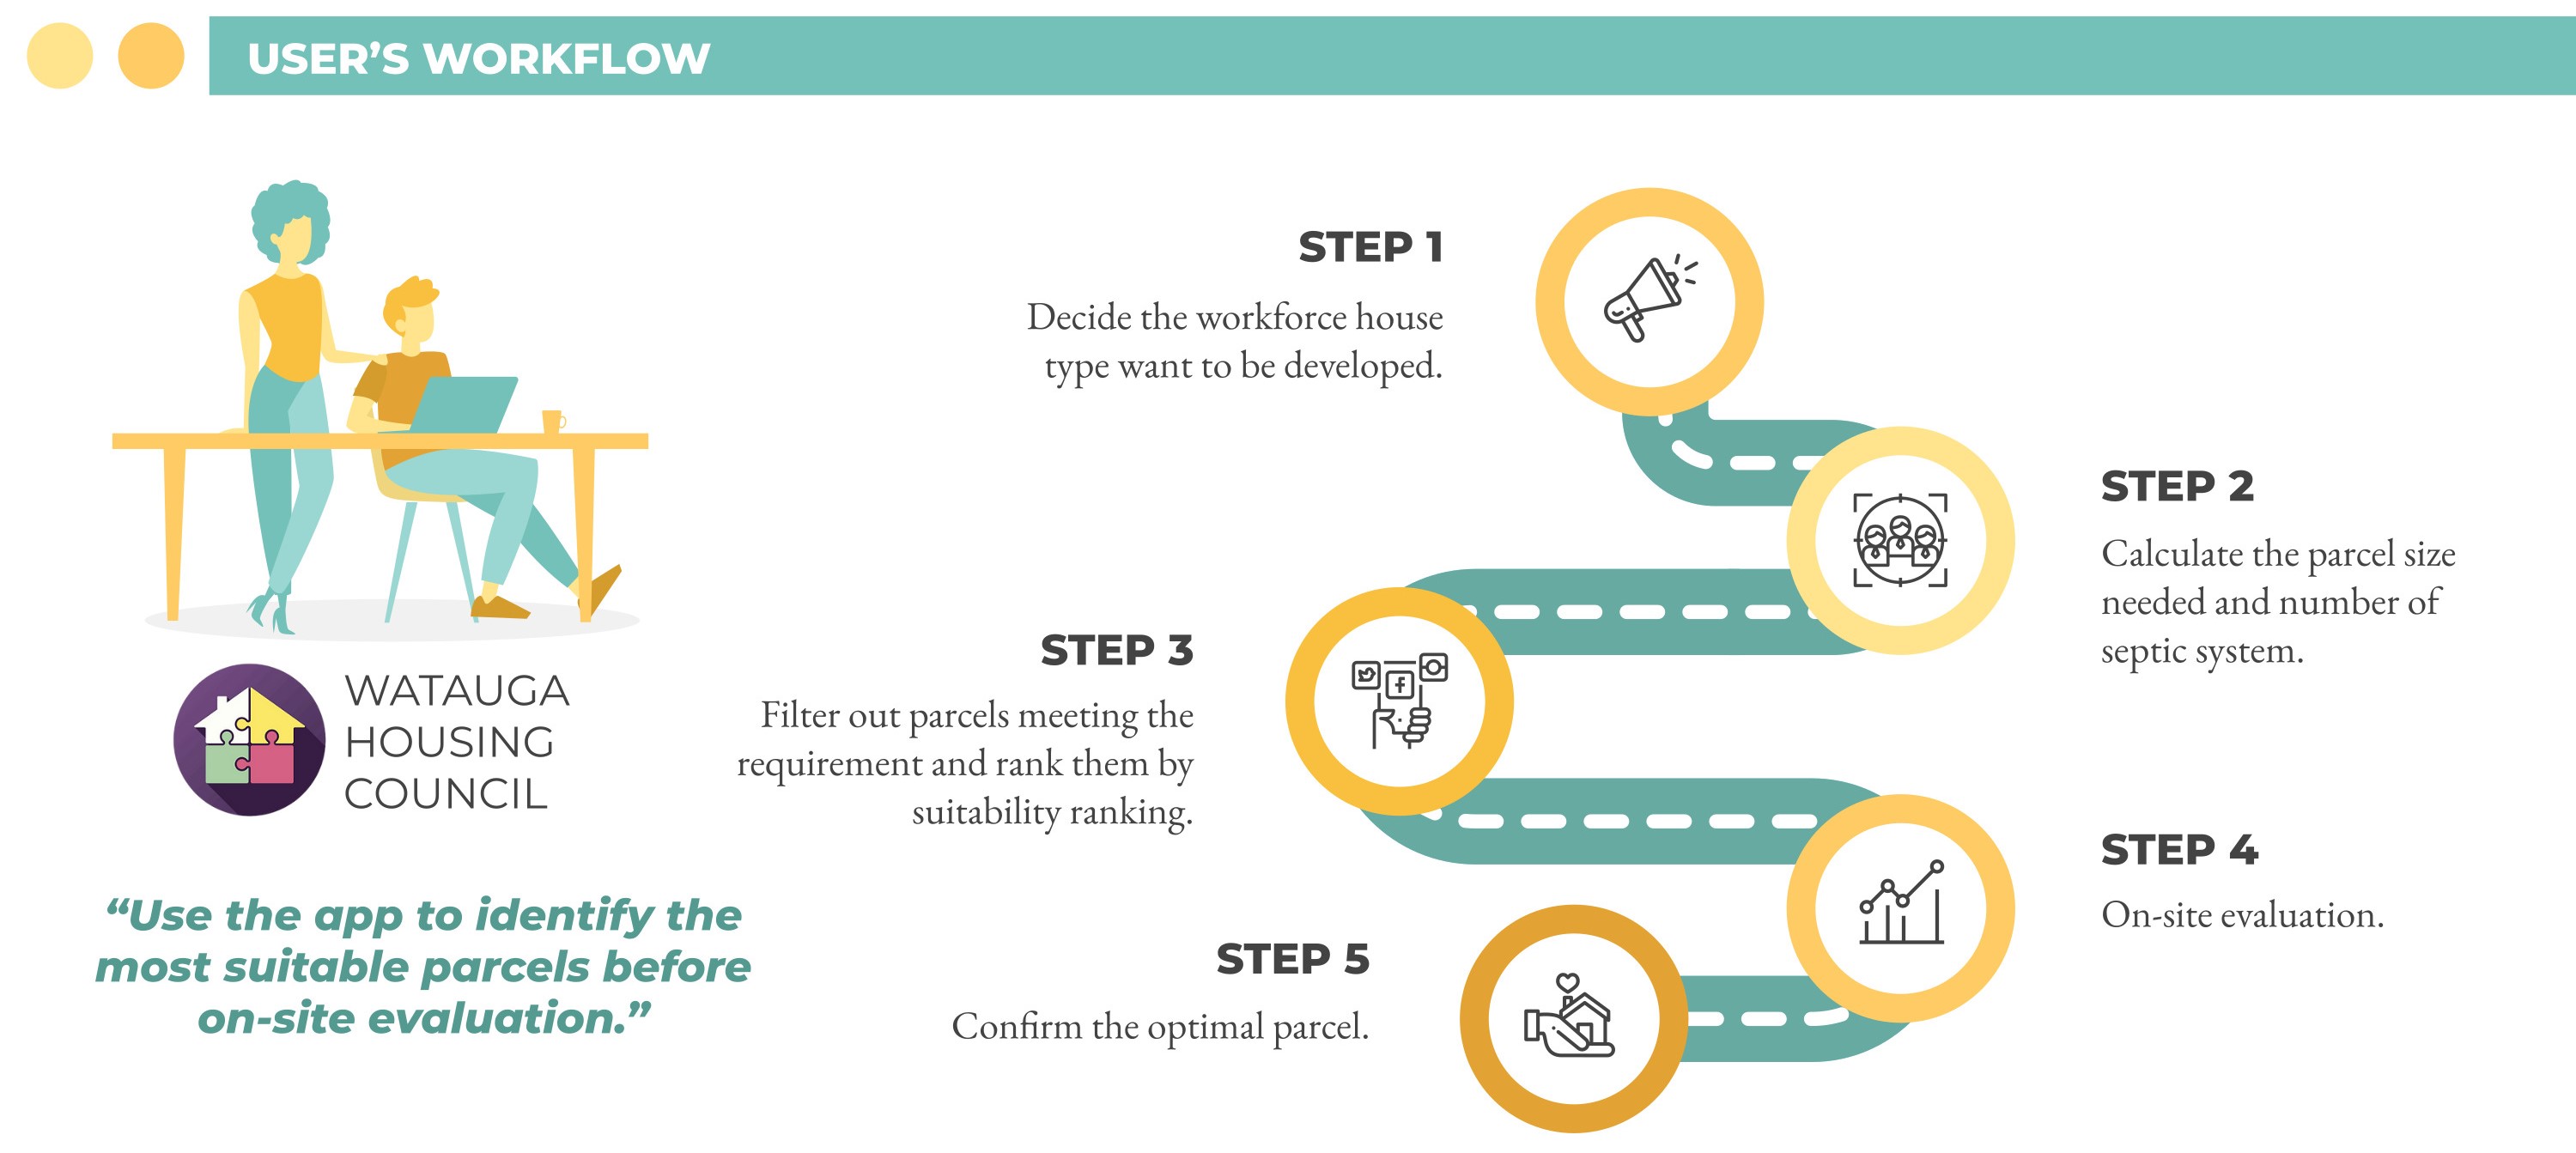 USER’S WORKFLOW
STEP 1
Decide the workforce house
type want to be developed.
STEP 2
Calculate the parcel size
needed and number of
septic system.
STEP 3
Filter out parcels meeting the
requirement and rank them by
suitability ranking.
STEP 4
On-site evaluation.
STEP 5
Confirm the optimal parcel.
WATAUGA
HOUSING
COUNCIL
“Use the app to identify the
most suitable parcels before
on-site evaluation.”